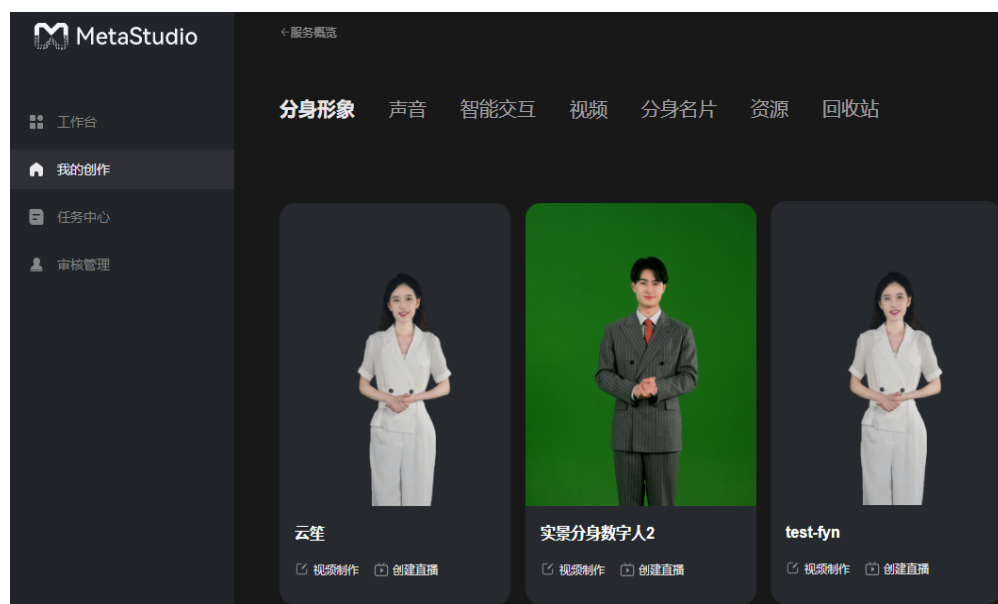 MetaStudio
←服务概览
分身形象 声音 智能交互 视频 分身名片 资源 回收站
工作台
我的创作
任务中心
审核管理
云笙
视频制作 创建直播
实景分身数字人2
视频制作 创建直播
test-fyn
视频制作 创建直播